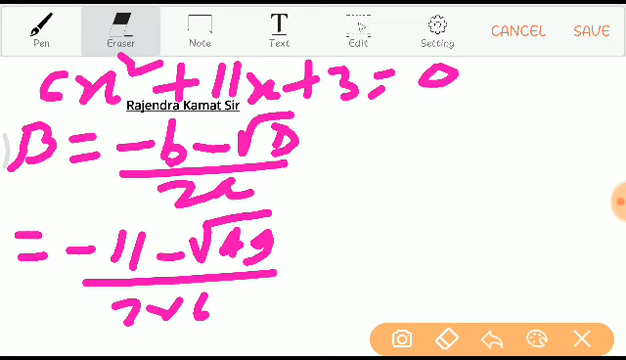 Pen Eraser Note Text Edit Setting CANCEL SAVE
6x² + 11x + 3 = 0
Rajendra Kamat Sir
β = (-b - √D) / 2a
= (-11 - √49) / 2×6